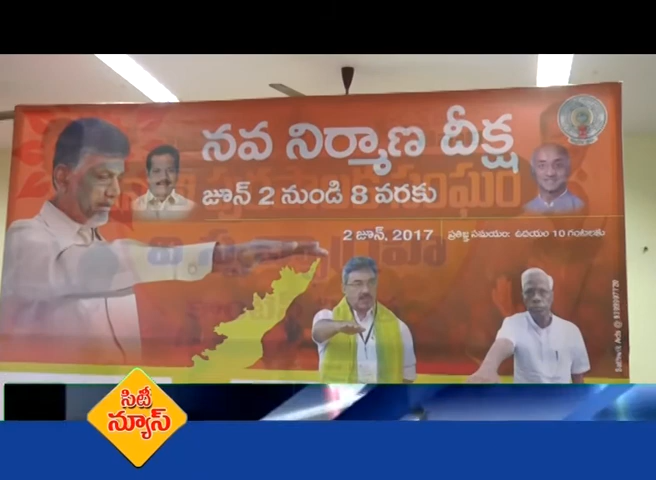 నవ నిర్మాణ దీక్ష
జూన్ 2 నుండి 8 వరకు
2 జూన్, 2017 ప్రతిజ్ఞ సమయం: ఉదయం 10 గంటలకు
సిటీ
న్యూస్